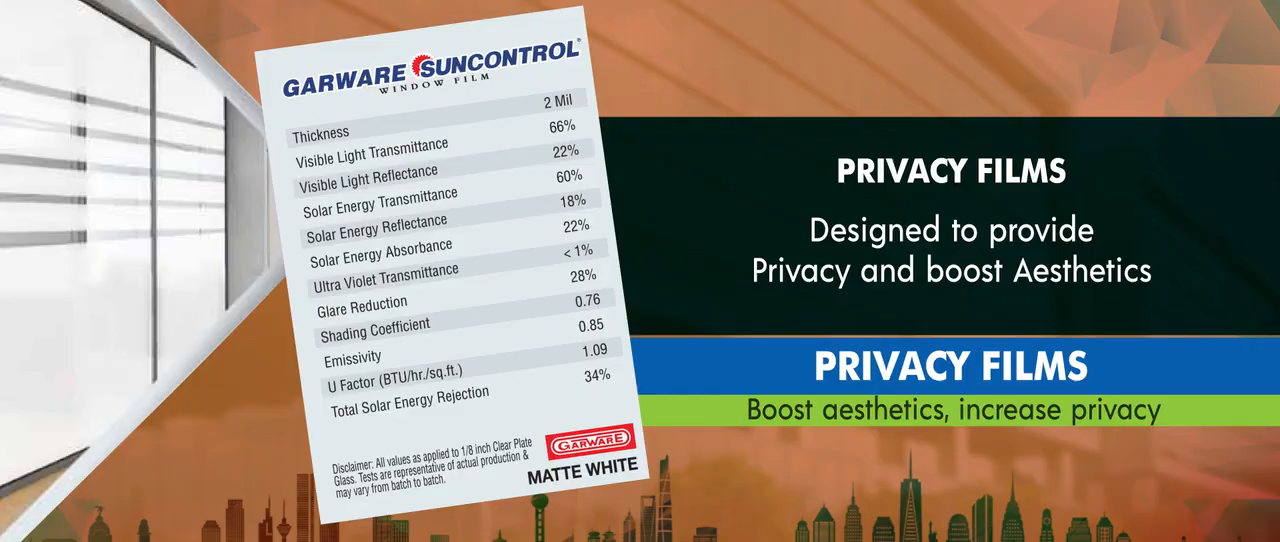 GARWARE SUNCONTROL®
WINDOW FILM
Thickness 2 Mil
Visible Light Transmittance 66%
Visible Light Reflectance 22%
Solar Energy Transmittance 60%
Solar Energy Reflectance 18%
Solar Energy Absorbance 22%
Ultra Violet Transmittance < 1%
Glare Reduction 28%
Shading Coefficient 0.76
Emissivity 0.85
U Factor (BTU/hr./sq.ft.) 1.09
Total Solar Energy Rejection 34%
Disclaimer: All values as applied to 1/8 inch Clear Plate
Glass. Tests are representative of actual production &
may vary from batch to batch.
GARWARE
MATTE WHITE
PRIVACY FILMS
Designed to provide
Privacy and boost Aesthetics
PRIVACY FILMS
Boost aesthetics, increase privacy